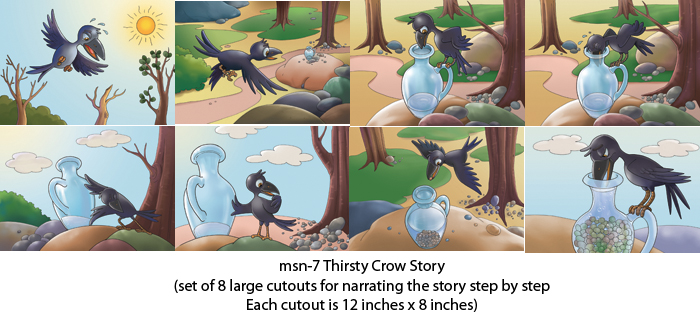 msn-7 Thirsty Crow Story
(set of 8 large cutouts for narrating the story step by step
Each cutout is 12 inches x 8 inches)